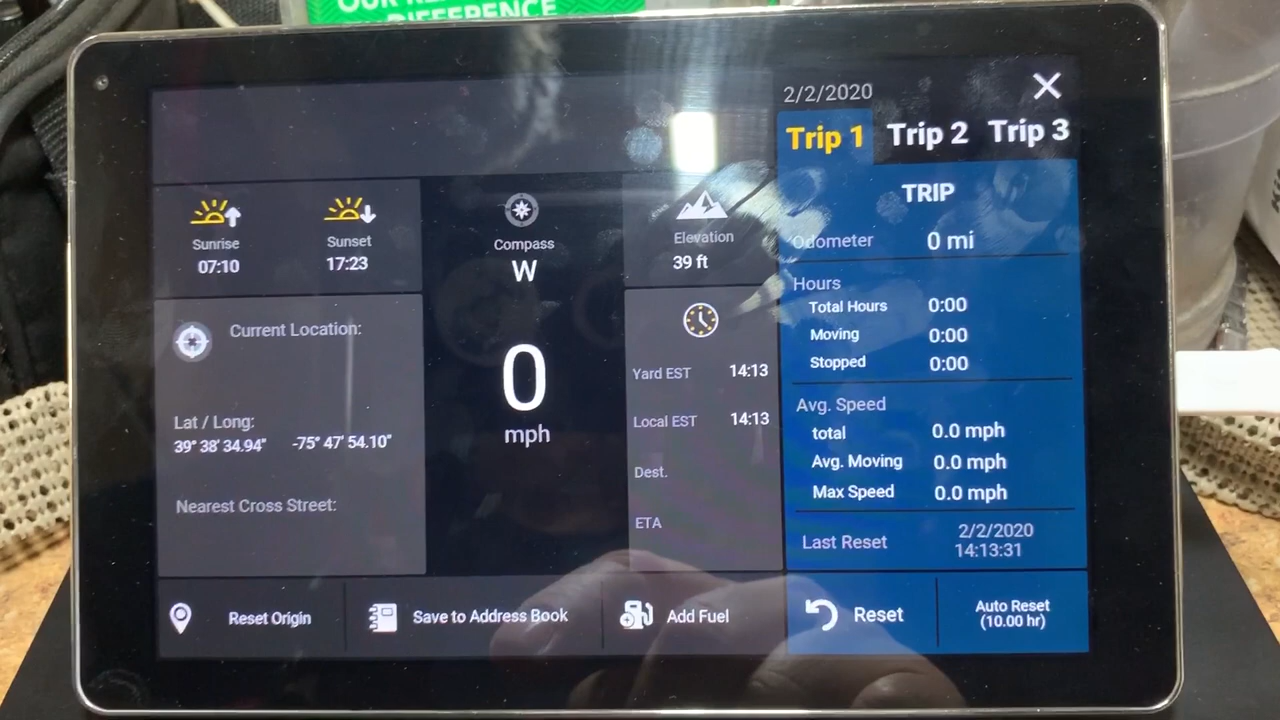 OUR RE
DIFFERENCE
2/2/2020
Trip 1 Trip 2 Trip 3
TRIP
Odometer 0 mi
Hours
Total Hours 0:00
Moving 0:00
Stopped 0:00
Avg. Speed
total 0.0 mph
Avg. Moving 0.0 mph
Max Speed 0.0 mph
Last Reset 2/2/2020
14:13:31
Reset
Auto Reset
(10.00 hr)
Sunrise
07:10
Sunset
17:23
Compass
W
Elevation
39 ft
Current Location:
Lat / Long:
39° 38' 34.94" -75° 47' 54.10"
Nearest Cross Street:
0
mph
Yard EST 14:13
Local EST 14:13
Dest.
ETA
Reset Origin
Save to Address Book
Add Fuel